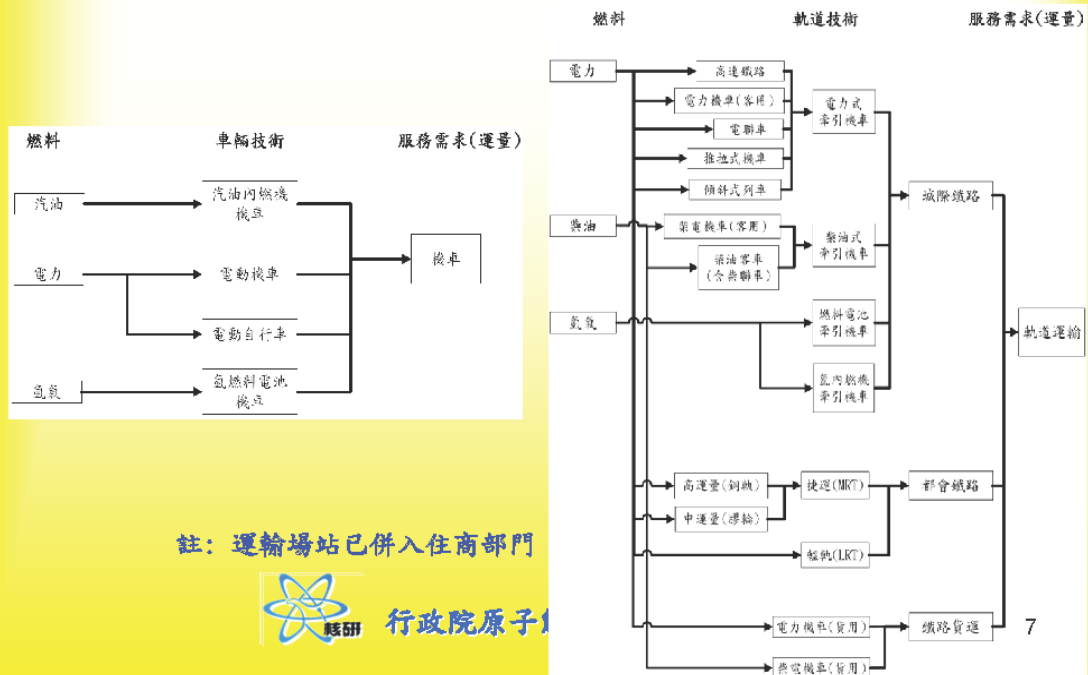 燃料
車輛技術
服務需求(運量)
汽油
汽油內燃機
機車
電力
電動機車
機車
電動自行車
氫氣
氫燃料電池
機車
註: 運輸場站已併入住商部門
核研
行政院原子
燃料
軌道技術
服務需求(運量)
電力
高速鐵路
電力機車(客用)
電聯車
推拉式機車
傾斜式列車
電力式
牽引機車
城際鐵路
柴油
柴電機車(客用)
柴油客車
(含柴聯車)
柴油式
牽引機車
氫氣
燃料電池
牽引機車
氫內燃機
牽引機車
軌道運輸
高運量(鋼軌)
中運量(膠輪)
捷運(MRT)
都會鐵路
輕軌(LRT)
電力機車(貨用)
柴電機車(貨用)
鐵路貨運
7